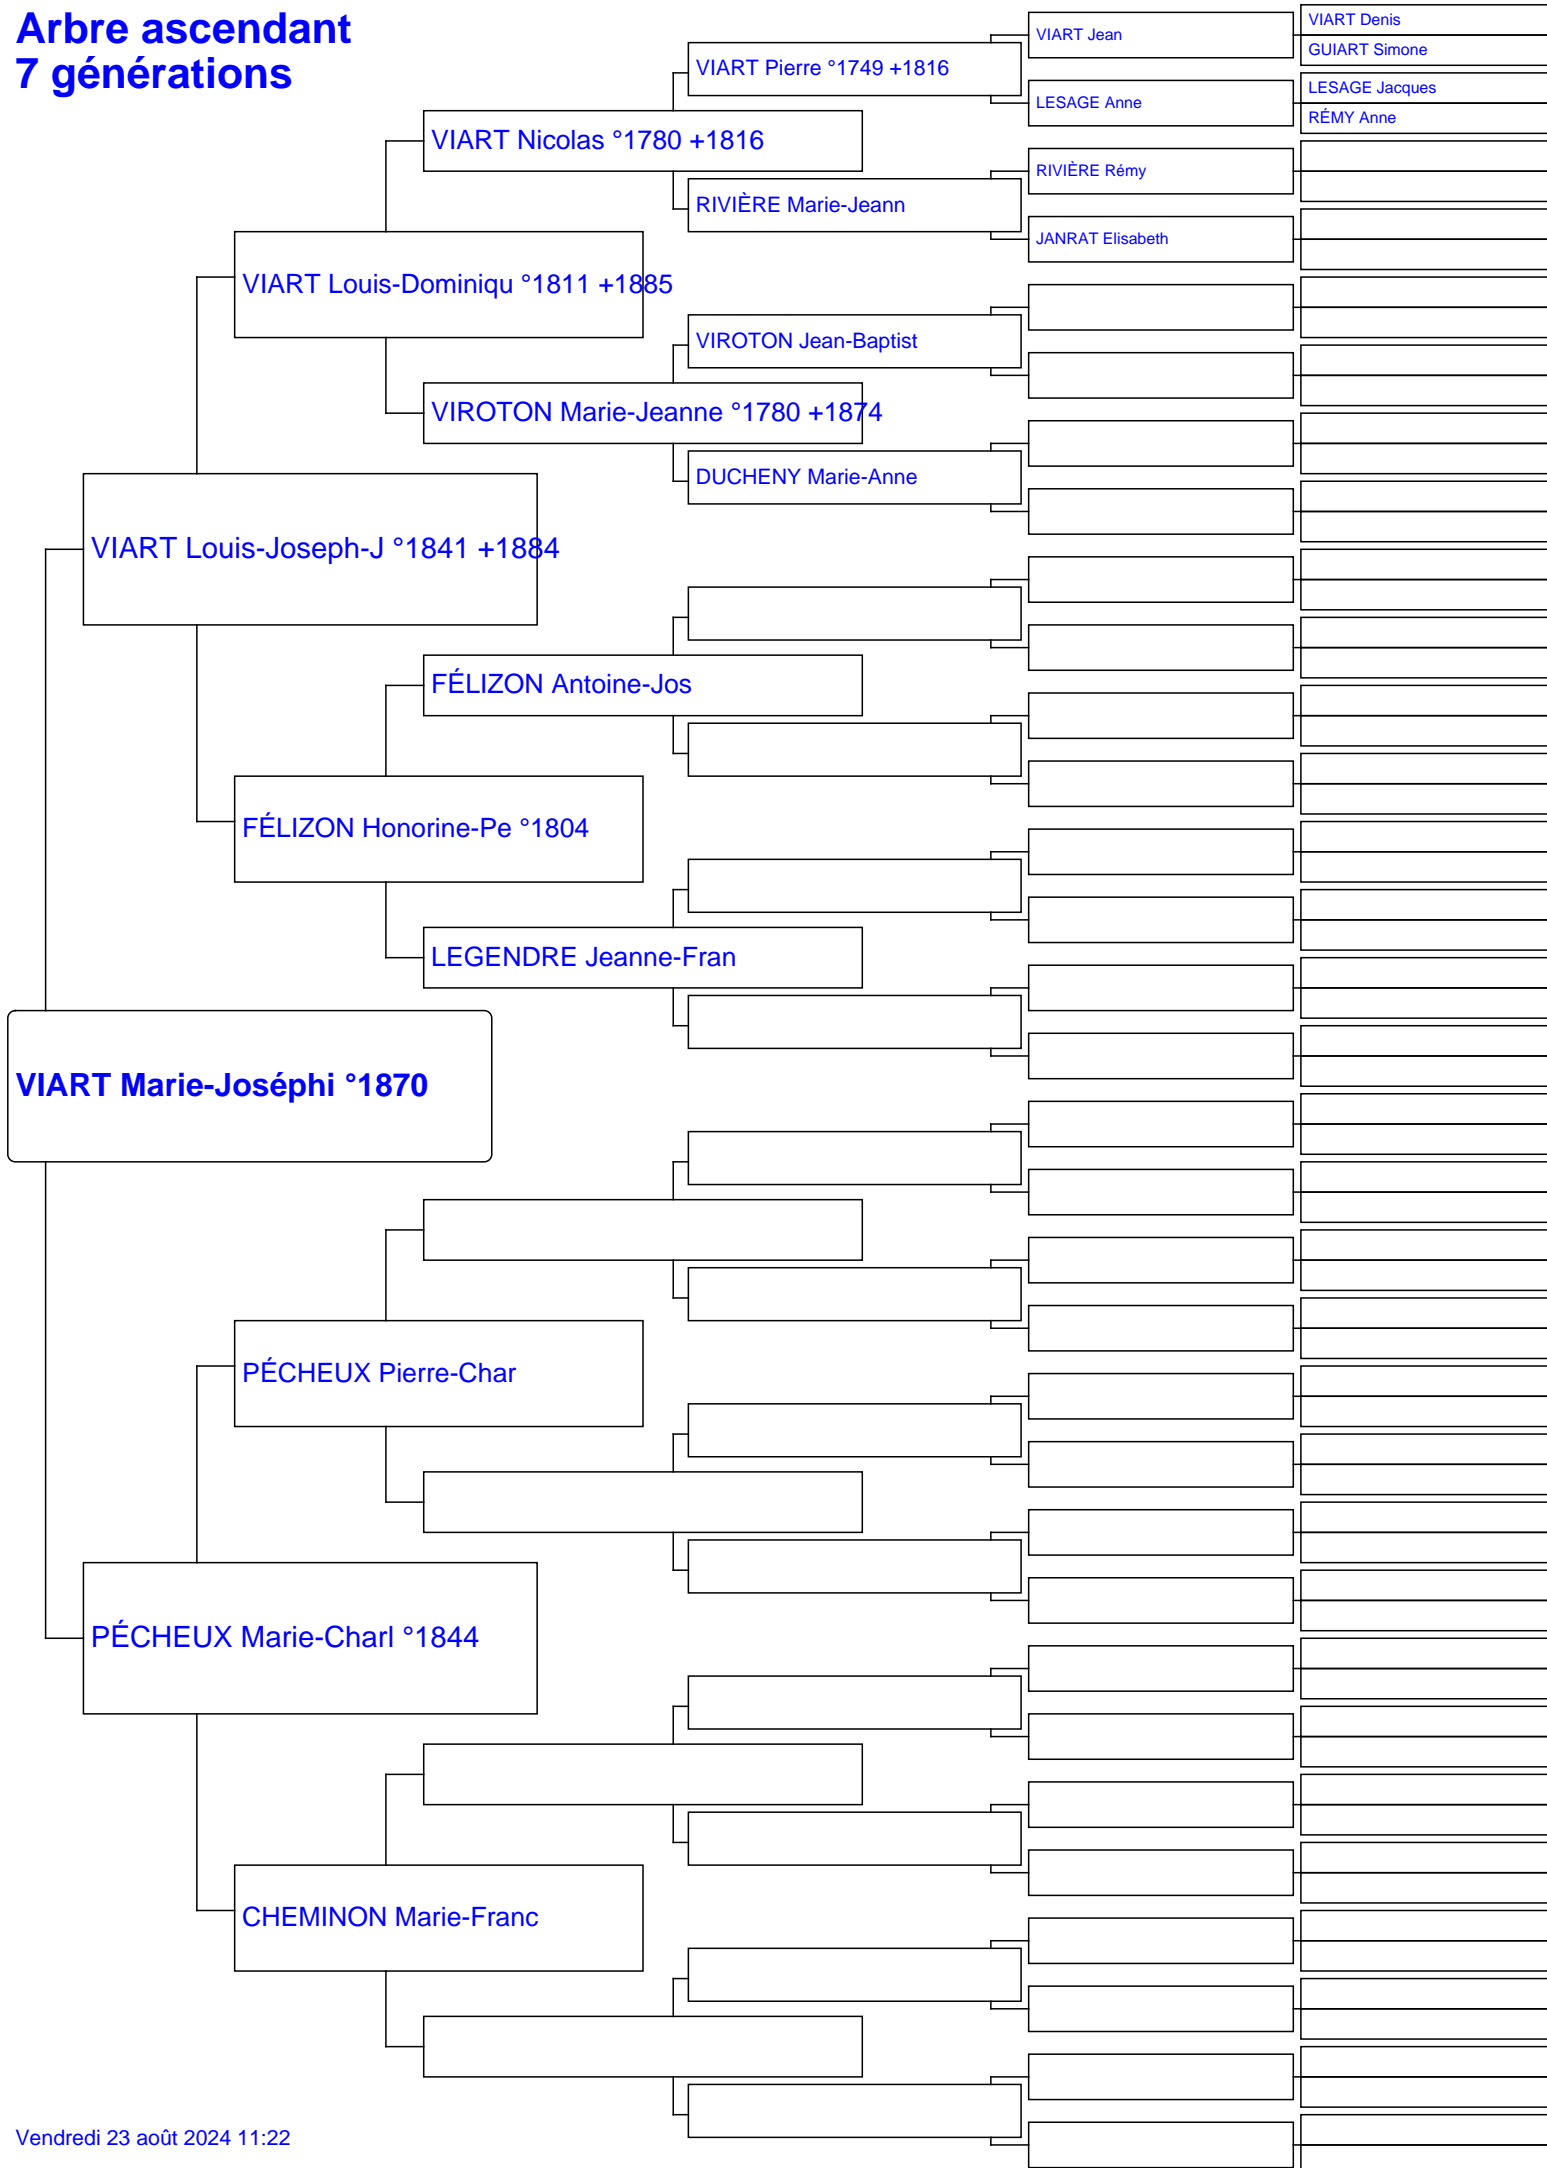 Arbre ascendant
7 générations
VIART Marie-Joséphi °1870
VIART Louis-Joseph-J °1841 +1884
PÉCHEUX Marie-Charl °1844
VIART Louis-Dominiqu °1811 +1885
FÉLIZON Honorine-Pe °1804
PÉCHEUX Pierre-Char
CHEMINON Marie-Franc
VIART Nicolas °1780 +1816
VIROTON Marie-Jeanne °1780 +1874
FÉLIZON Antoine-Jos
LEGENDRE Jeanne-Fran
VIART Pierre °1749 +1816
RIVIÈRE Marie-Jeann
VIROTON Jean-Baptist
DUCHENY Marie-Anne
VIART Jean
LESAGE Anne
RIVIÈRE Rémy
JANRAT Elisabeth
VIART Denis
GUIART Simone
LESAGE Jacques
RÉMY Anne
Vendredi 23 août 2024 11:22